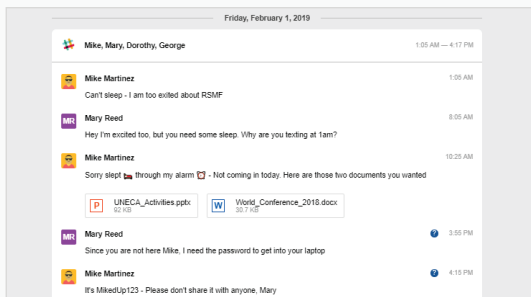 Friday, February 1, 2019
Mike, Mary, Dorothy, George 1:05 AM — 4:17 PM
Mike Martinez 1:05 AM
Can't sleep - I am too exited about RSMF
MR Mary Reed 8:05 AM
Hey I'm excited too, but you need some sleep. Why are you texting at 1am?
Mike Martinez 10:25 AM
Sorry slept 🛌 through my alarm ⏰ - Not coming in today. Here are those two documents you wanted
P UNECA_Activities.pptx W World_Conference_2018.docx
92 KB 30.7 KB
MR Mary Reed ? 3:55 PM
Since you are not here Mike, I need the password to get into your laptop
Mike Martinez ? 4:15 PM
It's MikedUp123 - Please don't share it with anyone, Mary